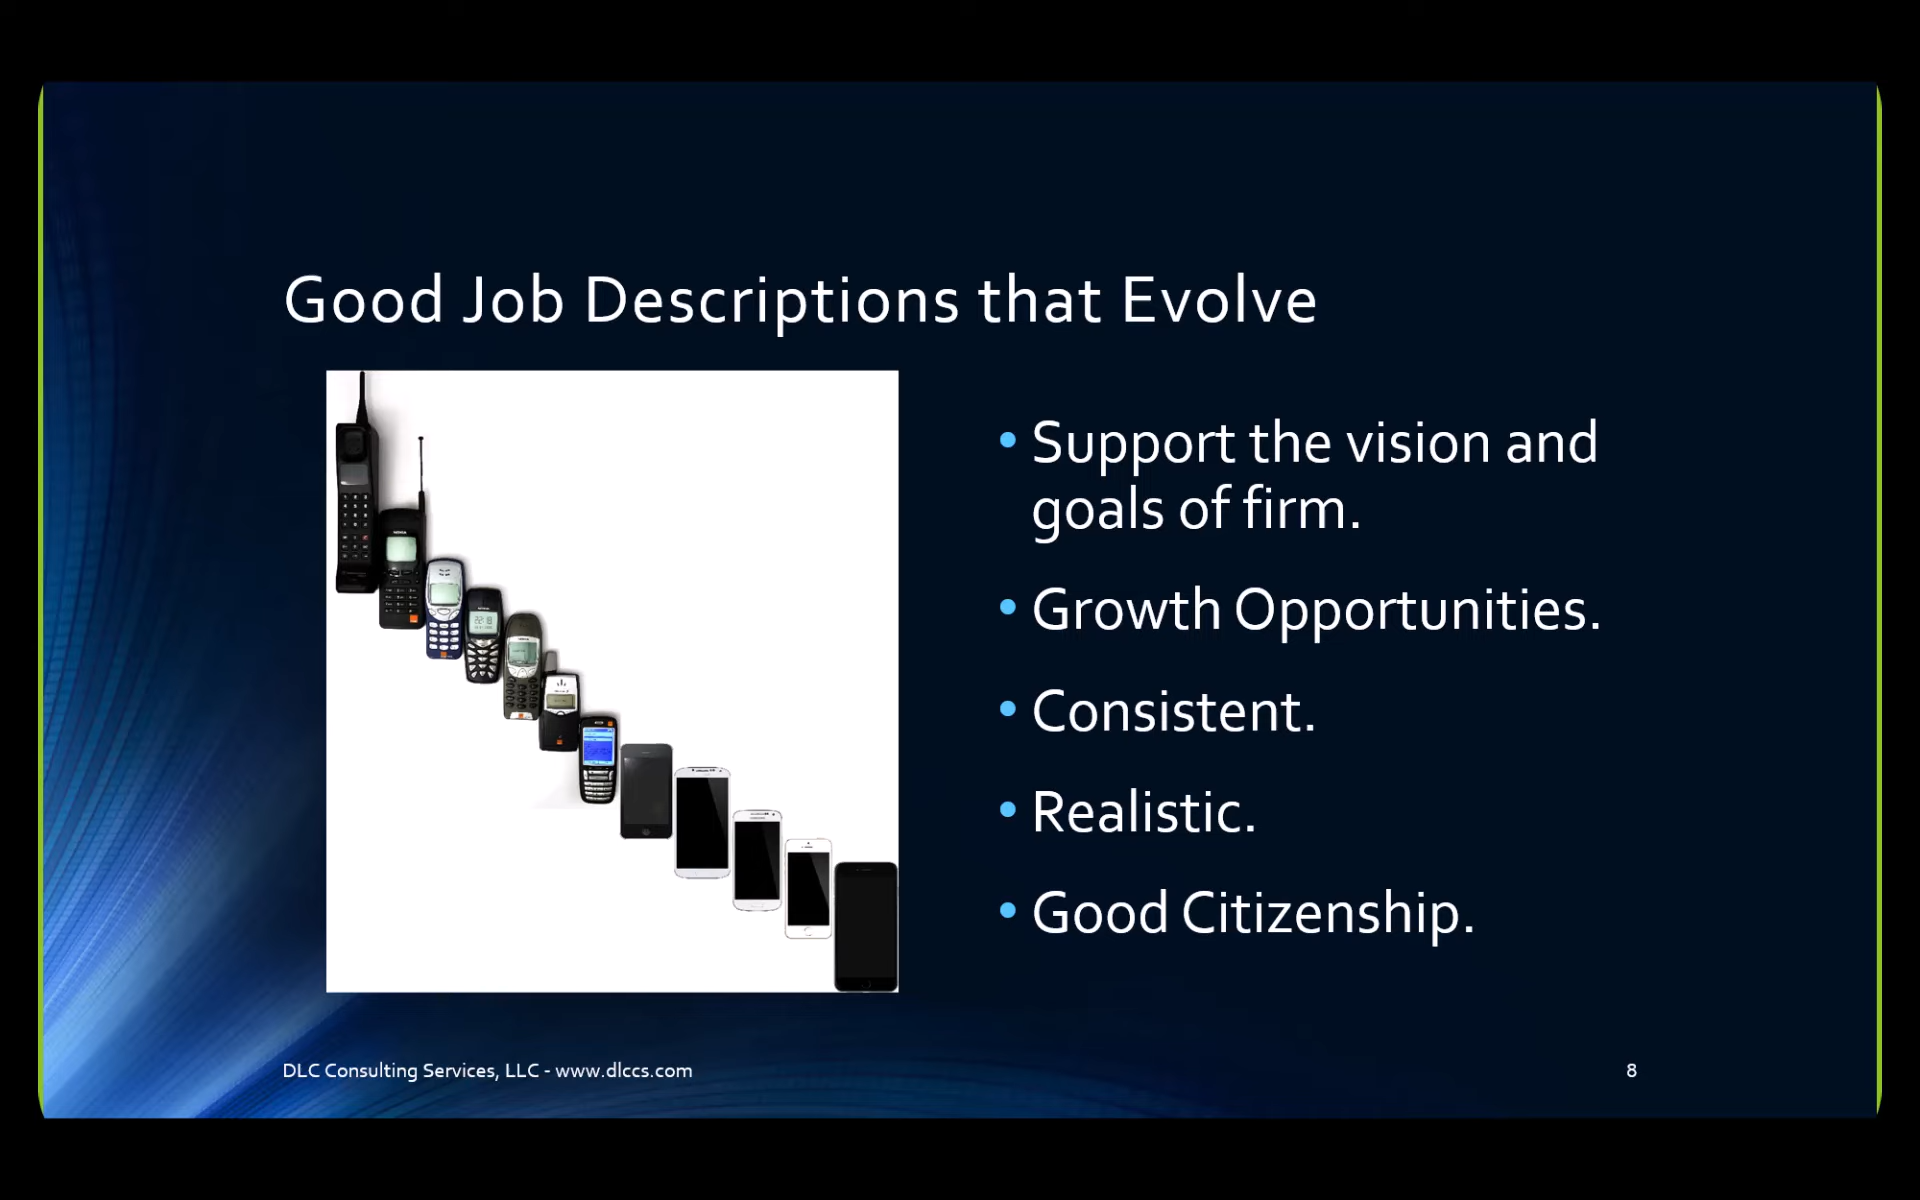 Good Job Descriptions that Evolve
• Support the vision and
goals of firm.
• Growth Opportunities.
• Consistent.
• Realistic.
• Good Citizenship.
DLC Consulting Services, LLC - www.dlccs.com
8